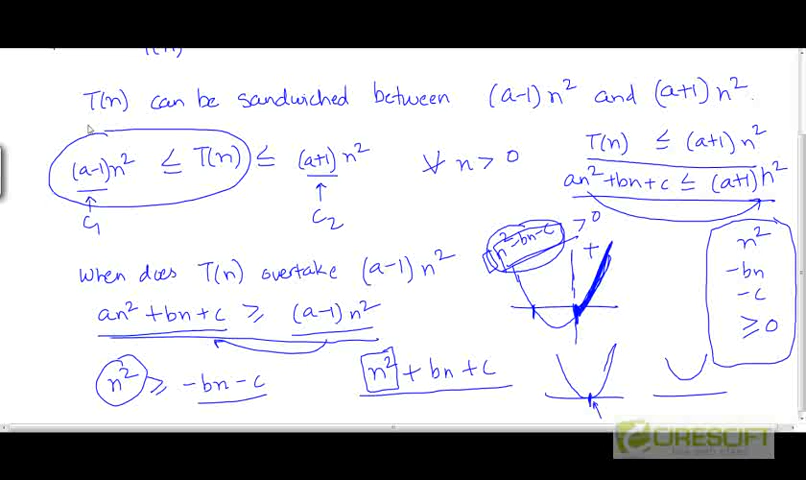 T(n)
T(n) can be sandwiched between (a-1)n² and (a+1)n².
(a-1)n² ≤ T(n) ≤ (a+1)n² ∀ n > 0
C₁
C₂
T(n) ≤ (a+1)n²
an²+bn+c ≤ (a+1)n²
n²-bn-c > 0
+
n²
-bn
-c
≥ 0
When does T(n) overtake (a-1)n²
an²+bn+c ≥ (a-1)n²
n² ≥ -bn-c
n²+bn+c
CIRESOFT